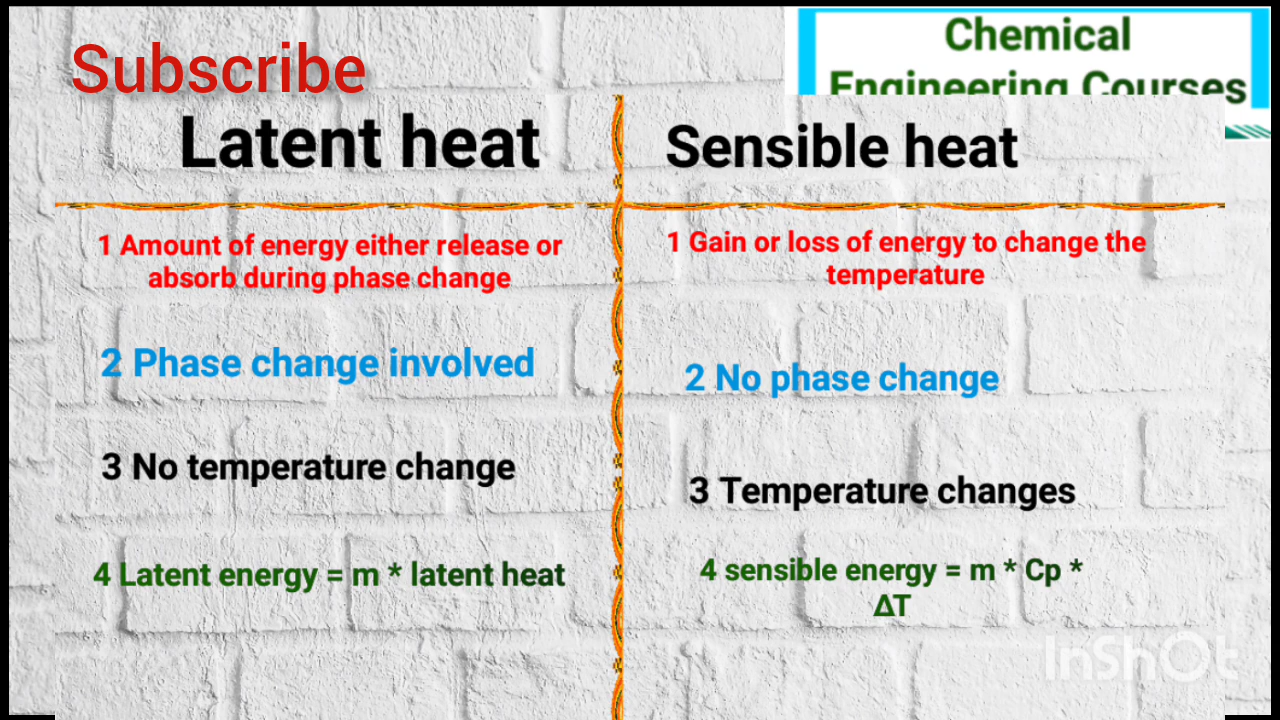 Subscribe
Chemical
Engineering Courses
Latent heat
Sensible heat
1 Amount of energy either release or
absorb during phase change
1 Gain or loss of energy to change the
temperature
2 Phase change involved
2 No phase change
3 No temperature change
3 Temperature changes
4 Latent energy = m * latent heat
4 sensible energy = m * Cp *
ΔT
InShOt